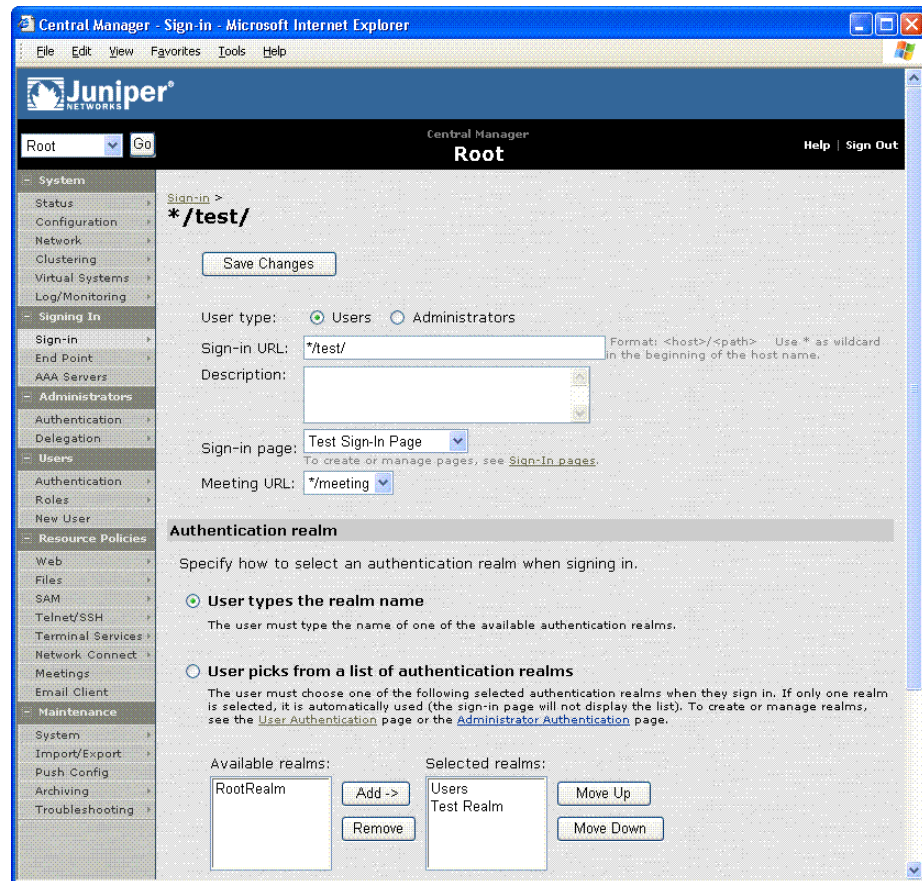 Central Manager - Sign-in - Microsoft Internet Explorer
File Edit View Favorites Tools Help
Juniper®
NETWORKS
Root Go
Central Manager
Root
Help | Sign Out
System
Status
Configuration
Network
Clustering
Virtual Systems
Log/Monitoring
Signing In
Sign-in
End Point
AAA Servers
Administrators
Authentication
Delegation
Users
Authentication
Roles
New User
Resource Policies
Web
Files
SAM
Telnet/SSH
Terminal Services
Network Connect
Meetings
Email Client
Maintenance
System
Import/Export
Push Config
Archiving
Troubleshooting
Sign-in >
*/test/
Save Changes
User type: Users Administrators
Sign-in URL: */test/ Format: <host>/<path> Use * as wildcard
in the beginning of the host name.
Description:
Sign-in page: Test Sign-In Page
To create or manage pages, see Sign-In pages.
Meeting URL: */meeting
Authentication realm
Specify how to select an authentication realm when signing in.
User types the realm name
The user must type the name of one of the available authentication realms.
User picks from a list of authentication realms
The user must choose one of the following selected authentication realms when they sign in. If only one realm
is selected, it is automatically used (the sign-in page will not display the list). To create or manage realms,
see the User Authentication page or the Administrator Authentication page.
Available realms: Selected realms:
RootRealm Add -> Users Move Up
Test Realm
Remove Move Down